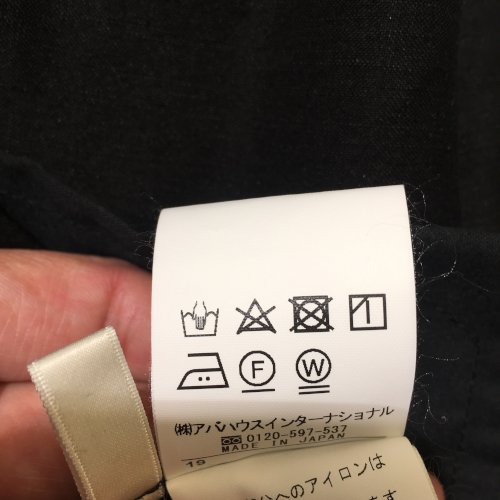 F W
(株)アバハウスインターナショナル
0120-597-537
MADE IN JAPAN
19
へのアイロンは